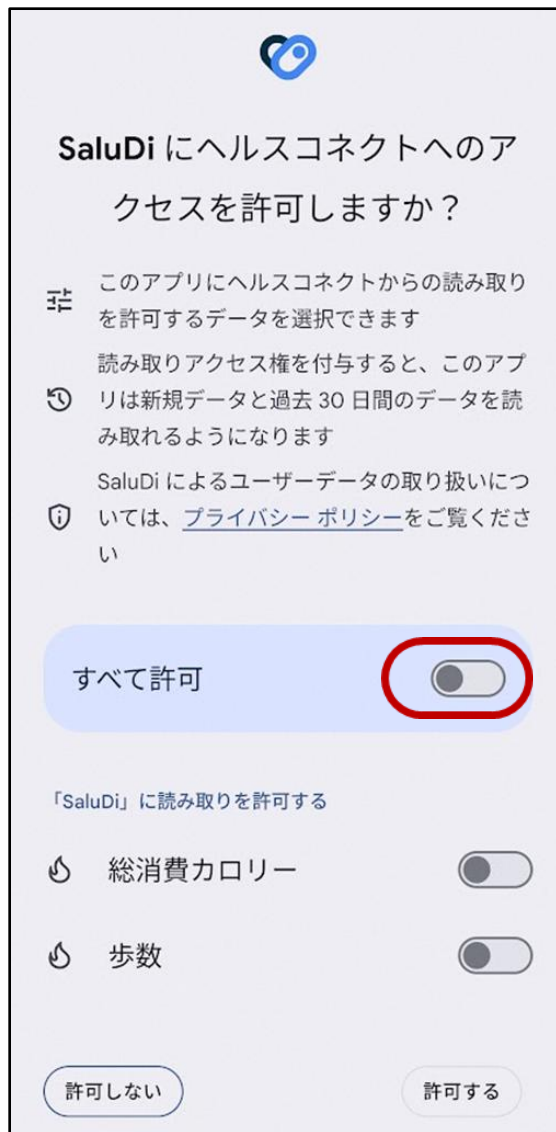 SaluDi にヘルスコネクトへのア
クセスを許可しますか？
このアプリにヘルスコネクトからの読み取り
を許可するデータを選択できます
読み取りアクセス権を付与すると、このアプ
リは新規データと過去 30 日間のデータを読
み取れるようになります
SaluDi によるユーザーデータの取り扱いにつ
いては、プライバシー ポリシーをご覧くださ
い
すべて許可
「SaluDi」に読み取りを許可する
総消費カロリー
歩数
許可しない
許可する